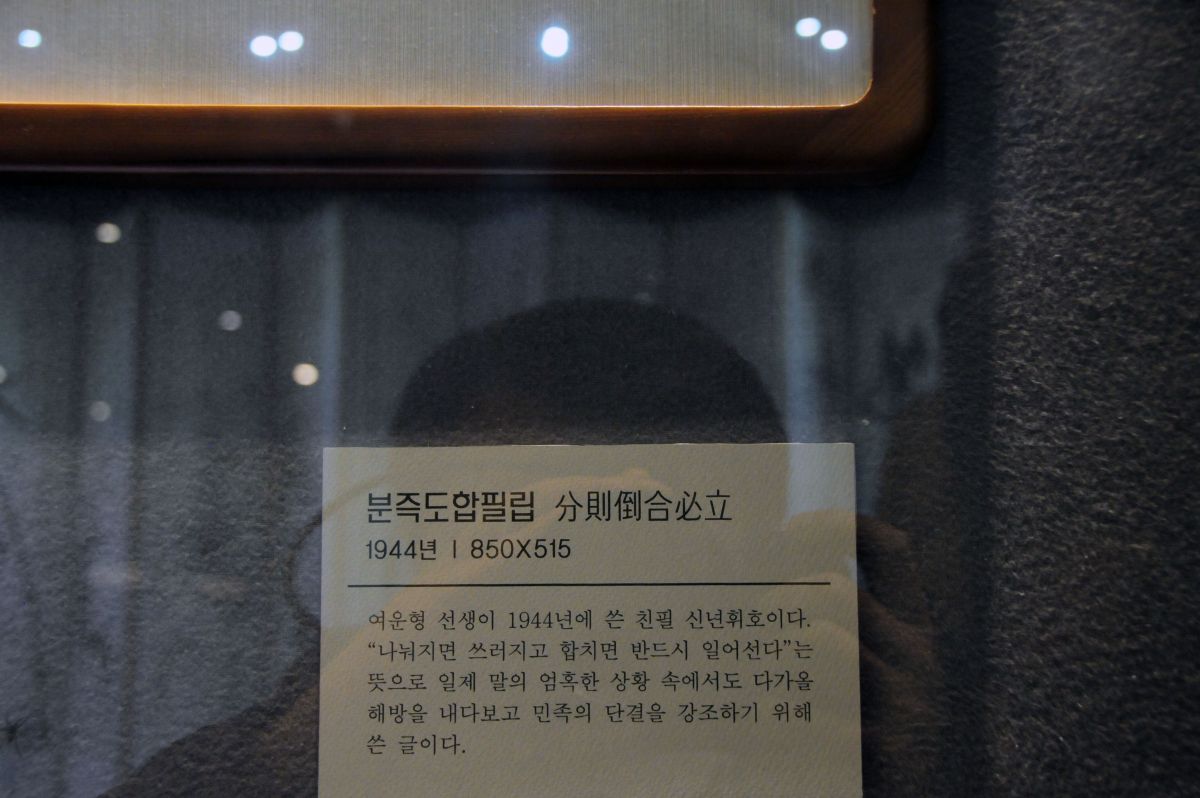 분즉도합필립 分則倒合必立
1944년 | 850X515
여운형 선생이 1944년에 쓴 친필 신년휘호이다.
“나눠지면 쓰러지고 합치면 반드시 일어선다”는
뜻으로 일제 말의 엄혹한 상황 속에서도 다가올
해방을 내다보고 민족의 단결을 강조하기 위해
쓴 글이다.